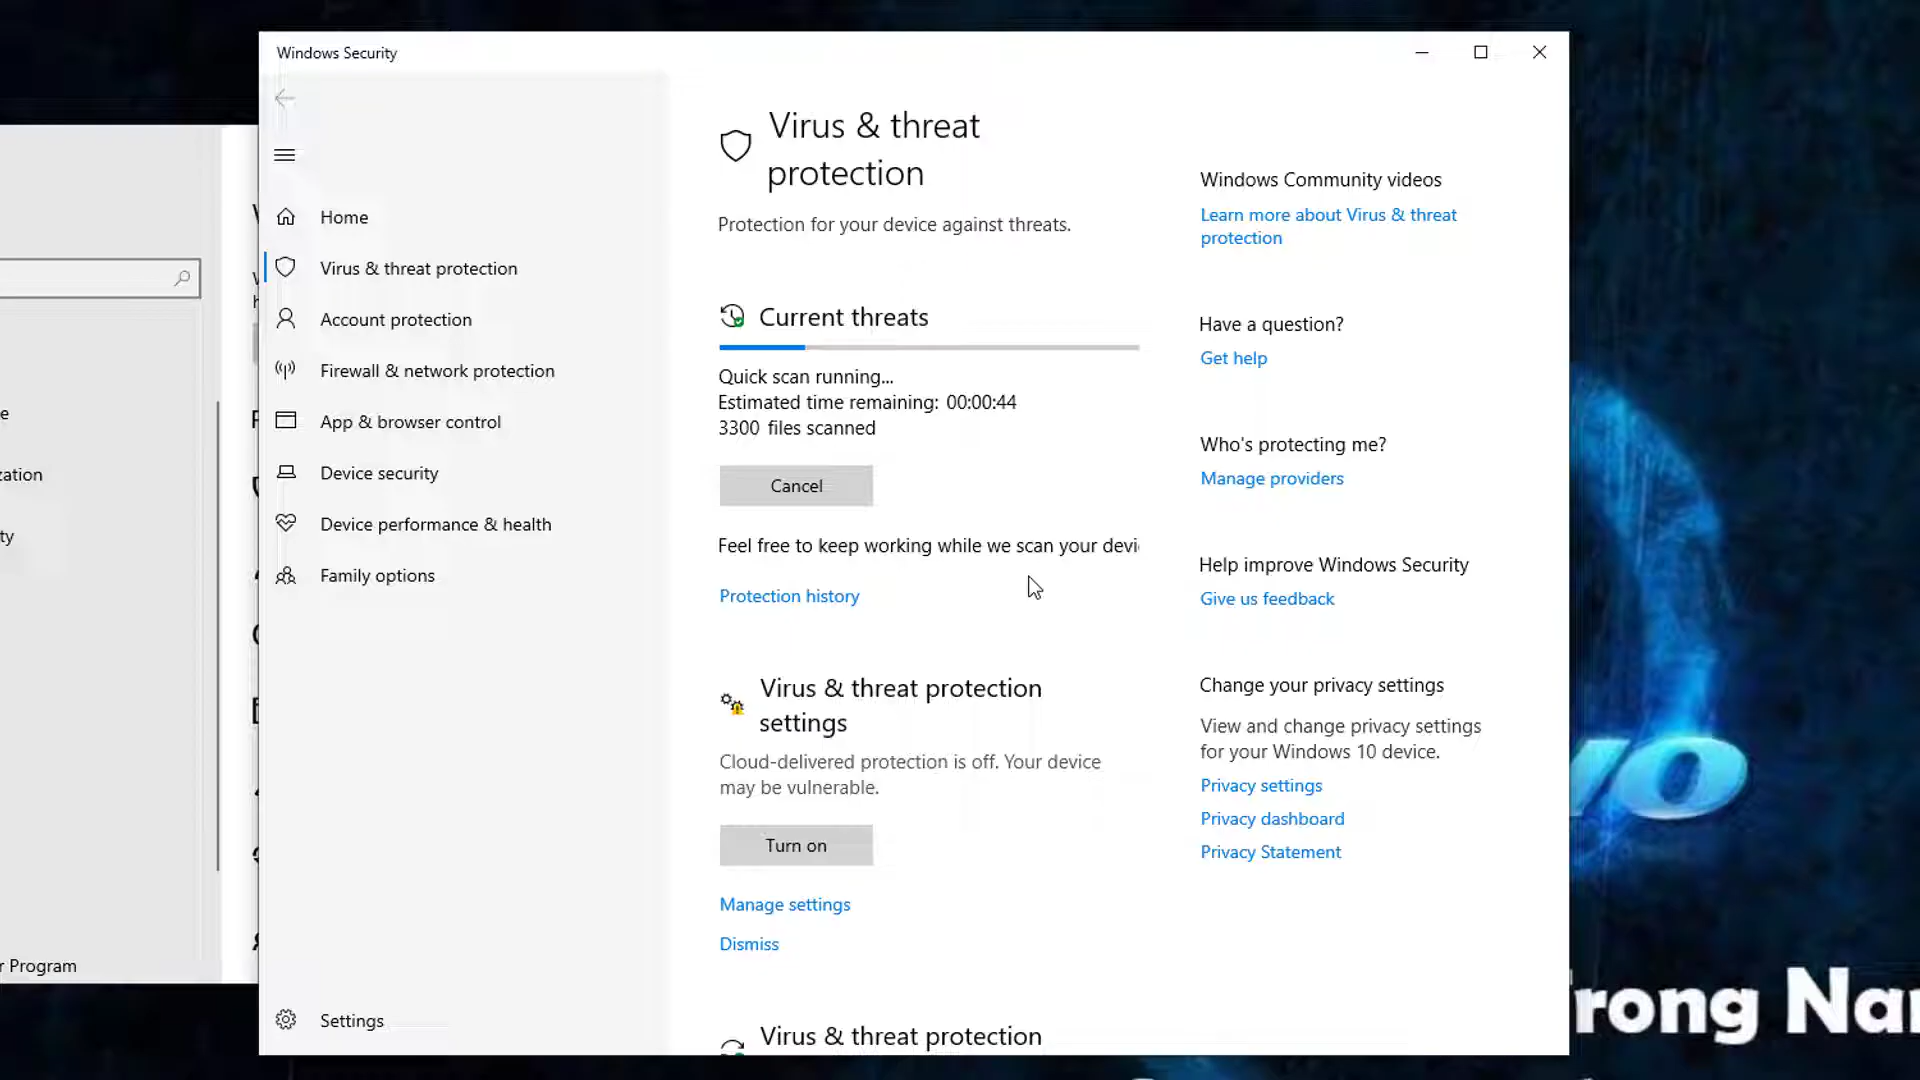 Windows Security
Home
Virus & threat protection
Account protection
Firewall & network protection
App & browser control
Device security
Device performance & health
Family options
Settings
Virus & threat
protection
Protection for your device against threats.
Current threats
Quick scan running...
Estimated time remaining: 00:00:44
3300 files scanned
Cancel
Feel free to keep working while we scan your devi
Protection history
Virus & threat protection
settings
Cloud-delivered protection is off. Your device
may be vulnerable.
Turn on
Manage settings
Dismiss
Virus & threat protection
Windows Community videos
Learn more about Virus & threat
protection
Have a question?
Get help
Who's protecting me?
Manage providers
Help improve Windows Security
Give us feedback
Change your privacy settings
View and change privacy settings
for your Windows 10 device.
Privacy settings
Privacy dashboard
Privacy Statement
r Program
rong Na